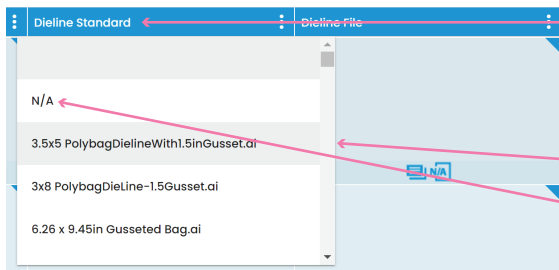 Dieline Standard
Dieline File
N/A
3.5x5 PolybagDielineWith1.5inGusset.ai
N/A
3x8 PolybagDieLine-1.5Gusset.ai
6.26 x 9.45in Gusseted Bag.ai